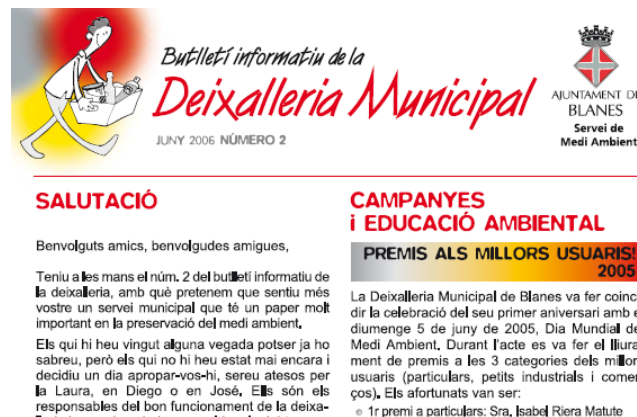 Butlletí informatiu de la
Deixalleria Municipal
JUNY 2006 NÚMERO 2
AJUNTAMENT DE
BLANES
Servei de
Medi Ambient
SALUTACIÓ
Benvolguts amics, benvolgudes amigues,
Teniu a les mans el núm. 2 del butlletí informatiu de
la deixalleria, amb què pretenem que sentiu més
vostre un servei municipal que té un paper molt
important en la preservació del medi ambient.
Els qui hi heu vingut alguna vegada potser ja ho
sabreu, però els qui no hi heu estat mai encara i
decidiu un dia apropar-vos-hi, sereu atesos per
la Laura, en Diego o en José. Ells són els
responsables del bon funcionament de la deixa-
CAMPANYES
i EDUCACIÓ AMBIENTAL
PREMIS ALS MILLORS USUARIS!
2005
La Deixalleria Municipal de Blanes va fer coinci
dir la celebració del seu primer aniversari amb e
diumenge 5 de juny de 2005, Dia Mundial de
Medi Ambient. Durant l'acte es va fer el lliura
ment de premis a les 3 categories dels millor
usuaris (particulars, petits industrials i comer
ços). Els afortunats van ser:
1r premi a particulars: Sra. Isabel Riera Matute